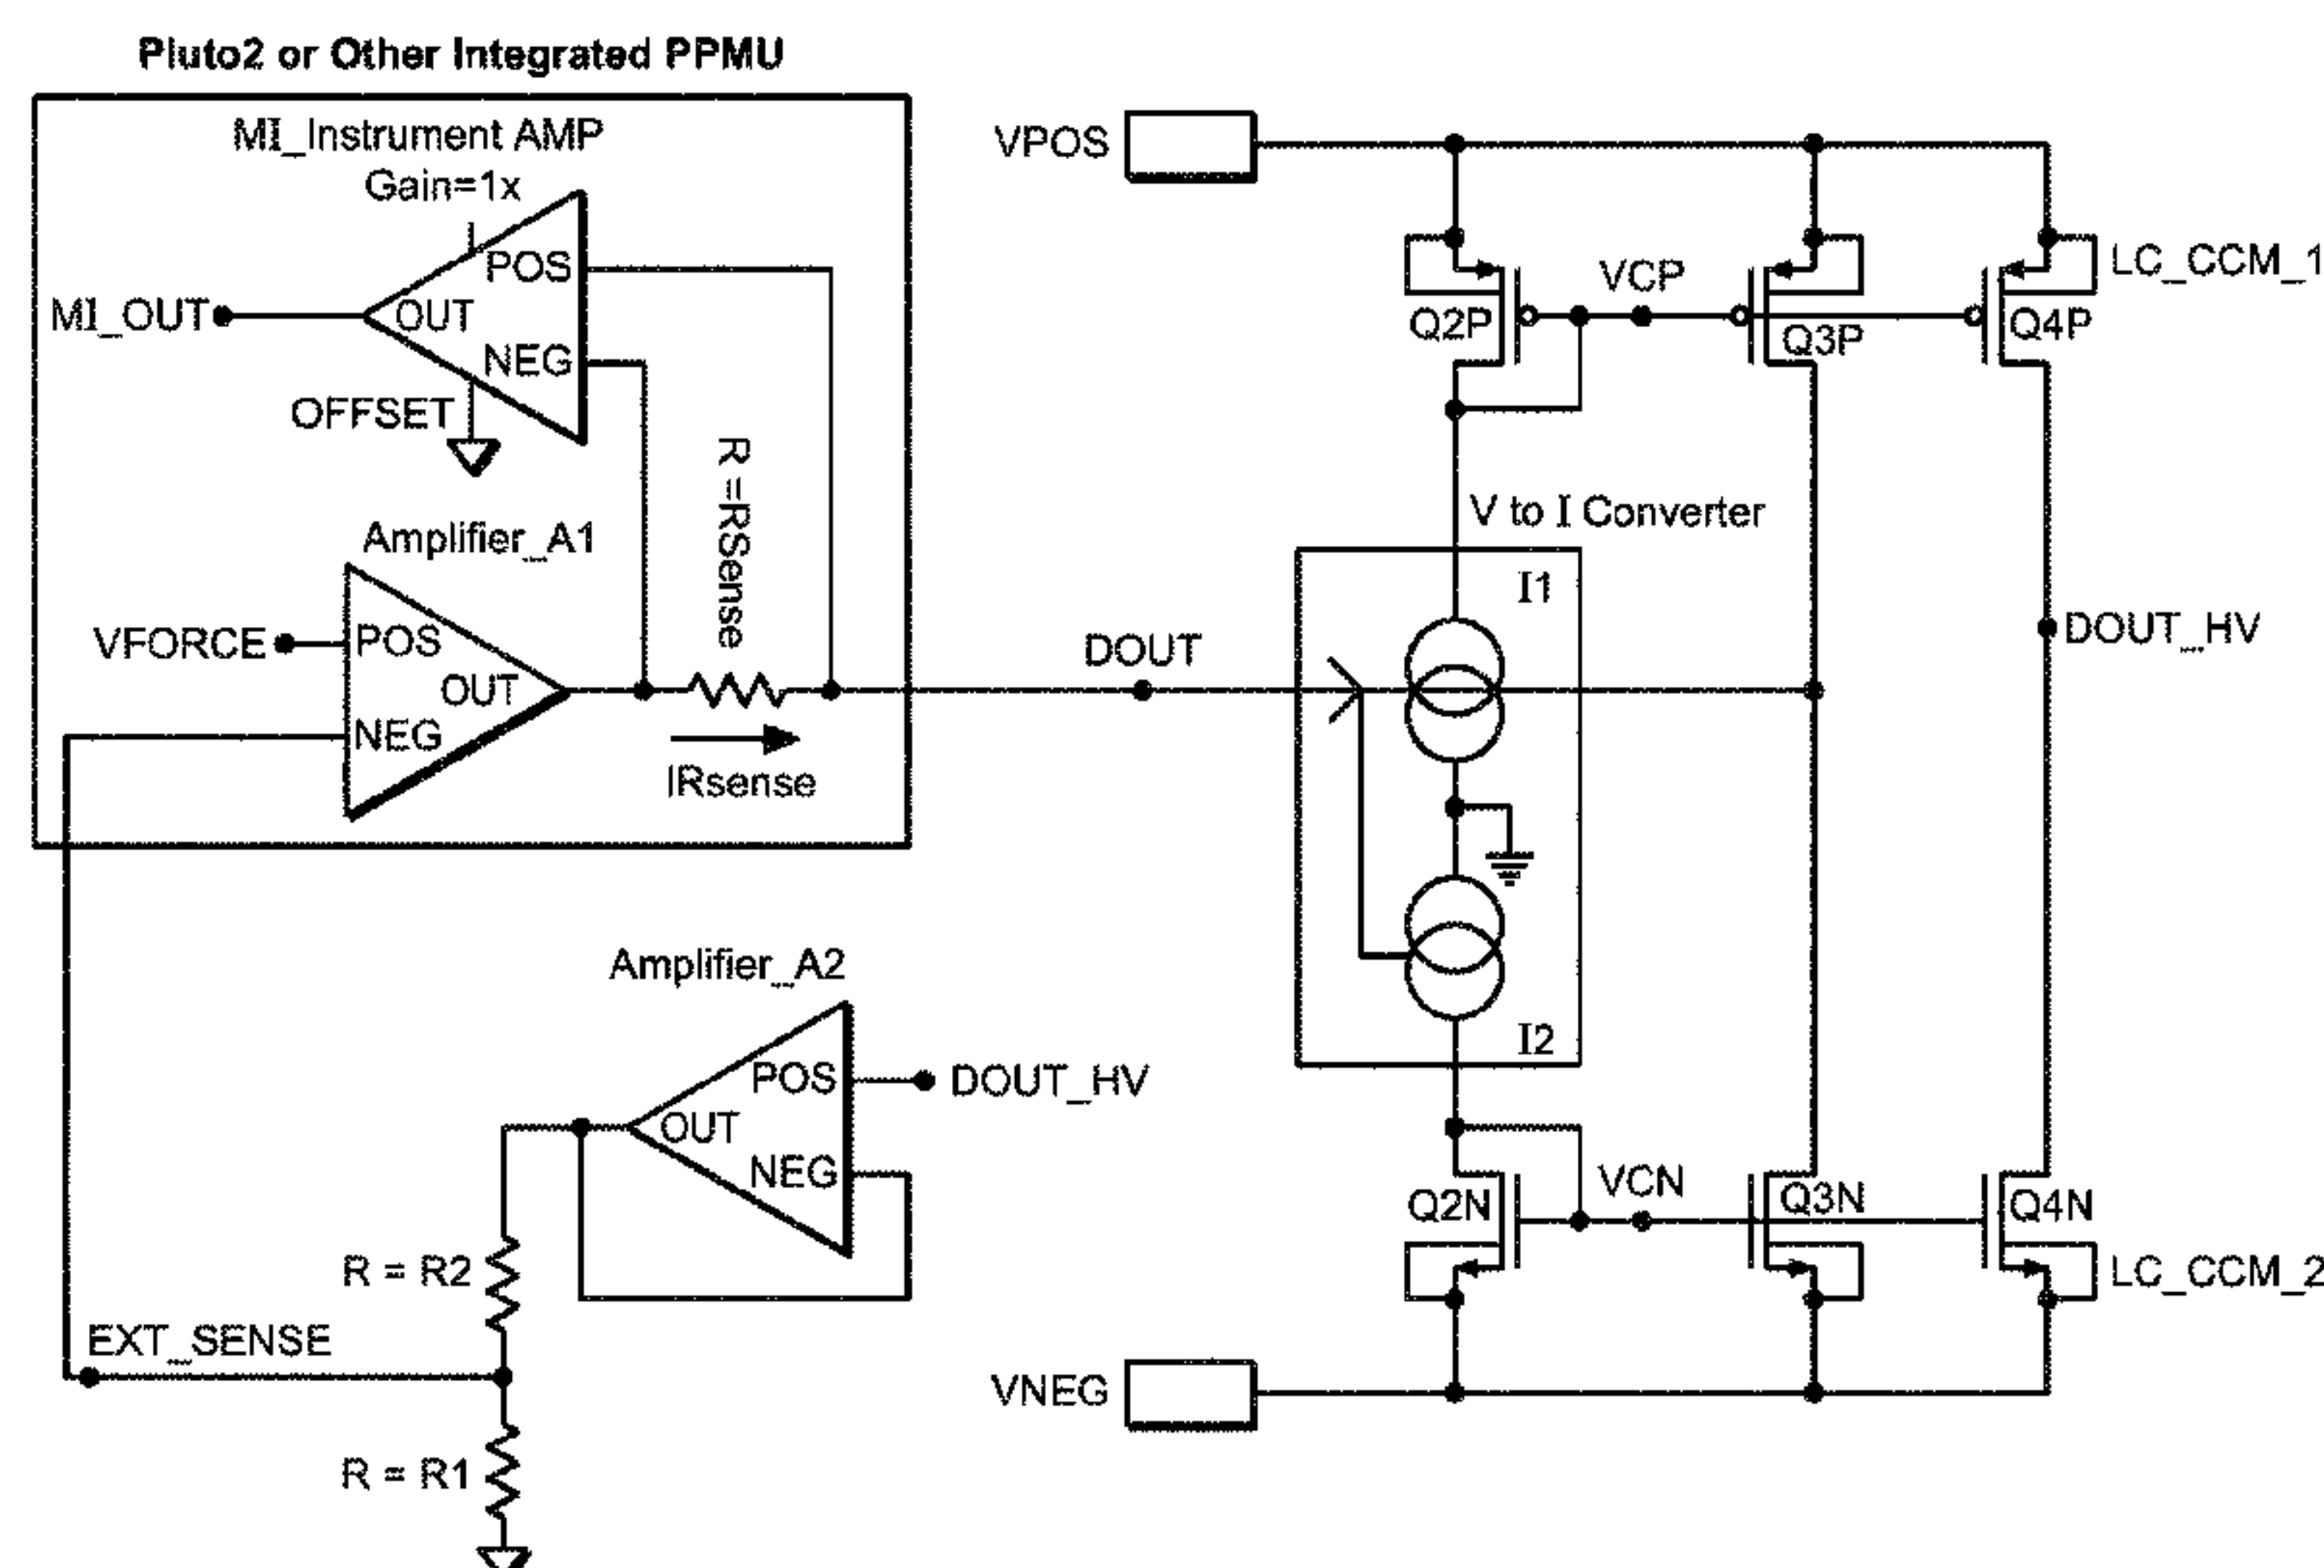 Pluto2 or Other Integrated PPMU
MI_Instrument AMP
Gain=1x
POS
OUT
NEG
MI_OUT
OFFSET
R =RSense
Amplifier_A1
VFORCE
POS
OUT
NEG
IRsense
DOUT
VPOS
VCP
Q2P
Q3P
Q4P
LC_CCM_1
V to I Converter
I1
DOUT_HV
I2
Amplifier_A2
POS
OUT
NEG
DOUT_HV
R = R2
EXT_SENSE
R = R1
VCN
Q2N
Q3N
Q4N
LC_CCM_2
VNEG